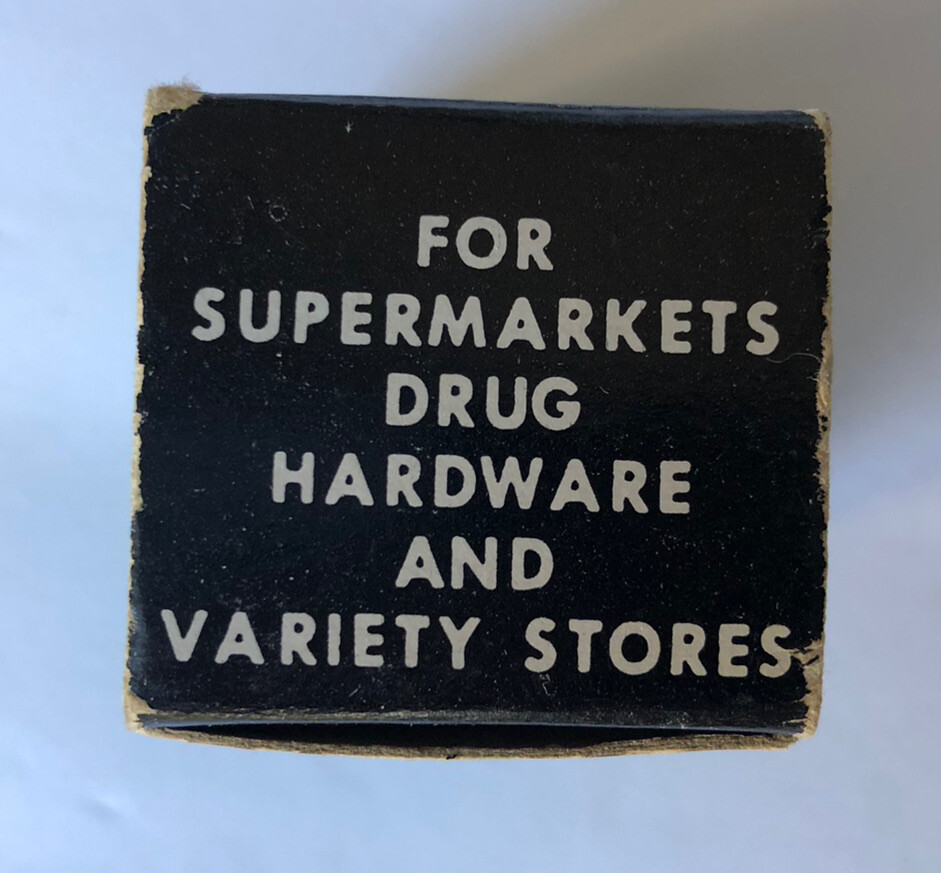 FOR
SUPERMARKETS
DRUG
HARDWARE
AND
VARIETY STORES